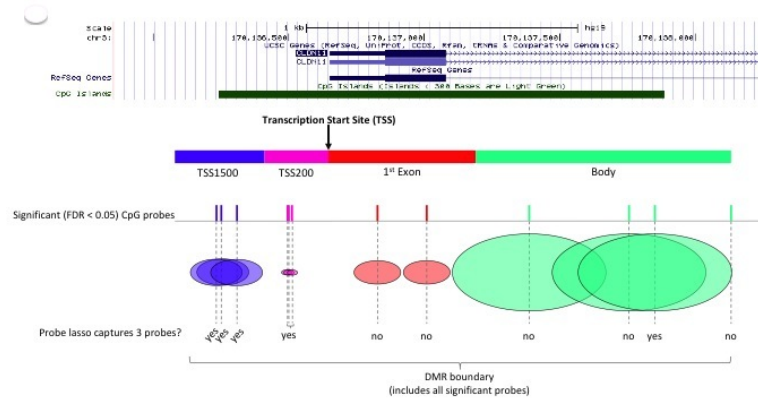 Scale 1 kb hg19
chr3: 170,136,500 170,137,000 170,137,500 170,138,000
UCSC Genes (RefSeq, UniProt, CCDS, Rfam, tRNAs & Comparative Genomics)
CLDN11
CLDN11
RefSeq Genes
RefSeq Genes
CpG Islands (Islands < 300 Bases are Light Green)
CpG Islands
Transcription Start Site (TSS)
TSS1500 TSS200 1st Exon Body
Significant (FDR < 0.05) CpG probes
Probe lasso captures 3 probes? yes yes yes yes no no no no yes no
DMR boundary
(includes all significant probes)